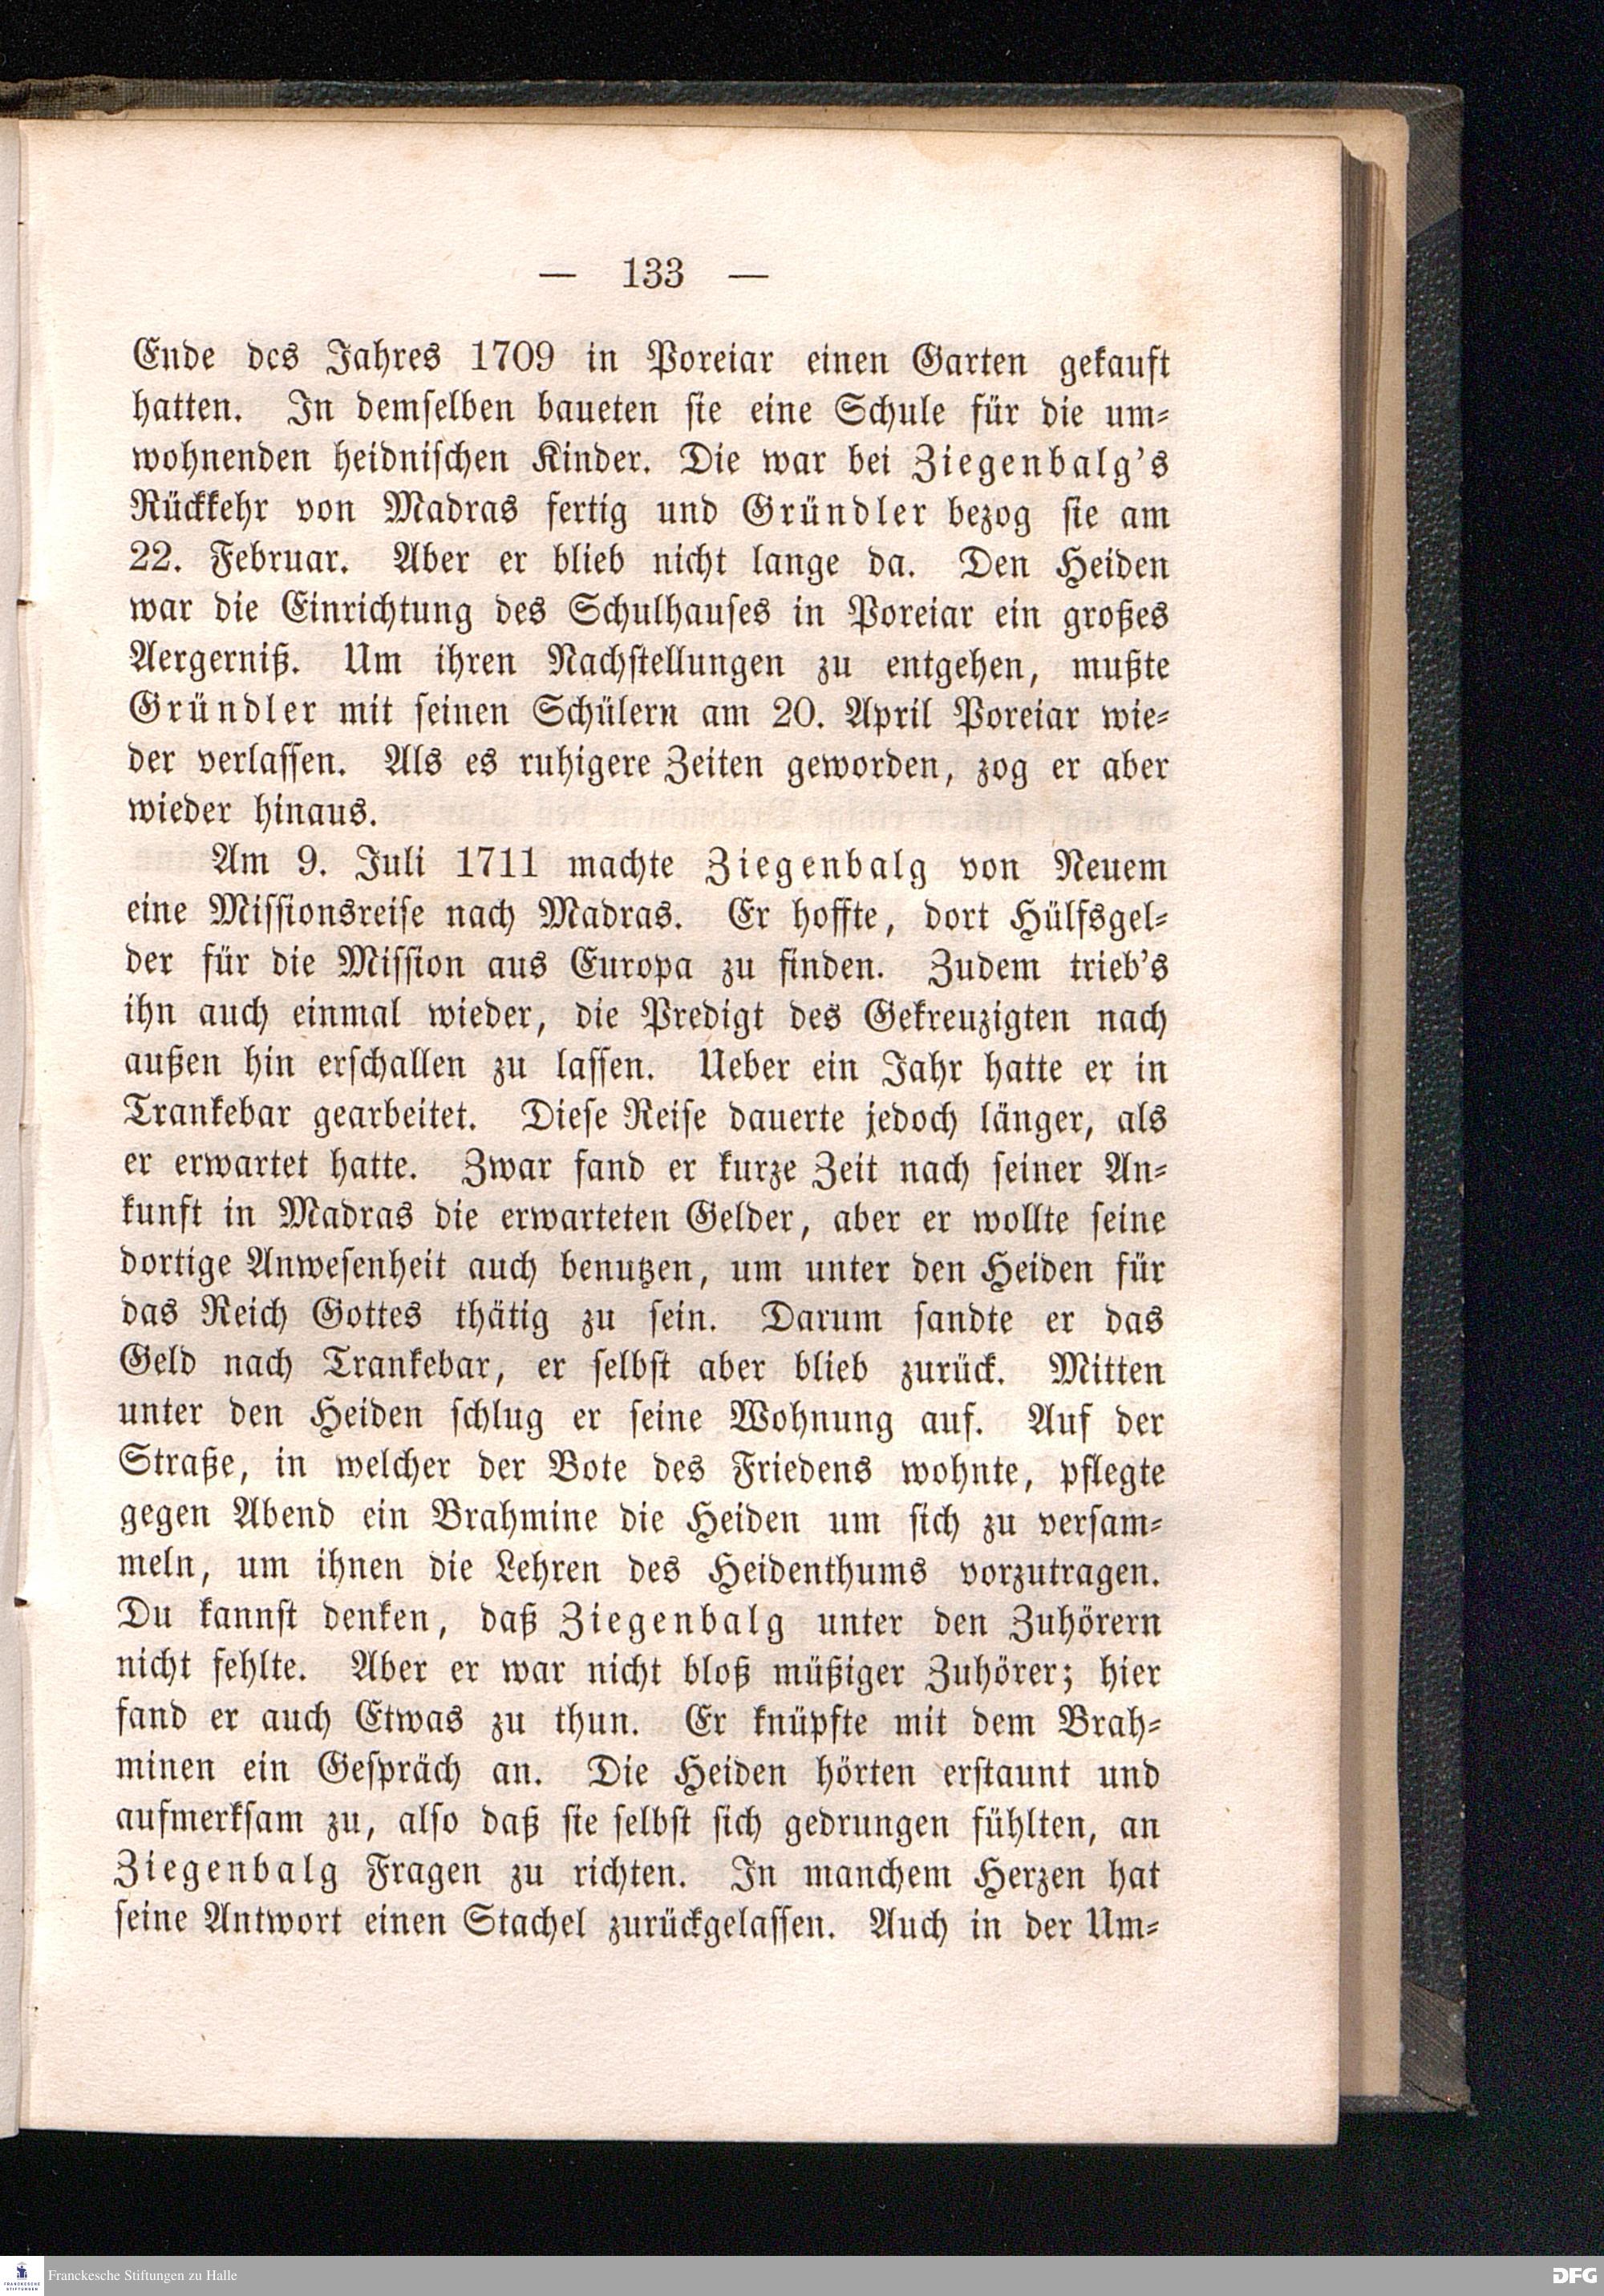 — 133 —
Ende des Jahres 1709 in Poreiar einen Garten gekauft
hatten. In demselben baueten sie eine Schule für die um-
wohnenden heidnischen Kinder. Die war bei Ziegenbalg's
Rückkehr von Madras fertig und Gründler bezog sie am
22. Februar. Aber er blieb nicht lange da. Den Heiden
war die Einrichtung des Schulhauses in Poreiar ein großes
Aergerniß. Um ihren Nachstellungen zu entgehen, mußte
Gründler mit seinen Schülern am 20. April Poreiar wie-
der verlassen. Als es ruhigere Zeiten geworden, zog er aber
wieder hinaus.
Am 9. Juli 1711 machte Ziegenbalg von Neuem
eine Missionsreise nach Madras. Er hoffte, dort Hülfsgel-
der für die Mission aus Europa zu finden. Zudem trieb's
ihn auch einmal wieder, die Predigt des Gekreuzigten nach
außen hin erschallen zu lassen. Ueber ein Jahr hatte er in
Trankebar gearbeitet. Diese Reise dauerte jedoch länger, als
er erwartet hatte. Zwar fand er kurze Zeit nach seiner An-
kunft in Madras die erwarteten Gelder, aber er wollte seine
dortige Anwesenheit auch benutzen, um unter den Heiden für
das Reich Gottes thätig zu sein. Darum sandte er das
Geld nach Trankebar, er selbst aber blieb zurück. Mitten
unter den Heiden schlug er seine Wohnung auf. Auf der
Straße, in welcher der Bote des Friedens wohnte, pflegte
gegen Abend ein Brahmine die Heiden um sich zu versam-
meln, um ihnen die Lehren des Heidenthums vorzutragen.
Du kannst denken, daß Ziegenbalg unter den Zuhörern
nicht fehlte. Aber er war nicht bloß müßiger Zuhörer; hier
fand er auch Etwas zu thun. Er knüpfte mit dem Brah-
minen ein Gespräch an. Die Heiden hörten erstaunt und
aufmerksam zu, also daß sie selbst sich gedrungen fühlten, an
Ziegenbalg Fragen zu richten. In manchem Herzen hat
seine Antwort einen Stachel zurückgelassen. Auch in der Um-
FRANCKESCHE
STIFTUNGEN
Franckesche Stiftungen zu Halle
DFG